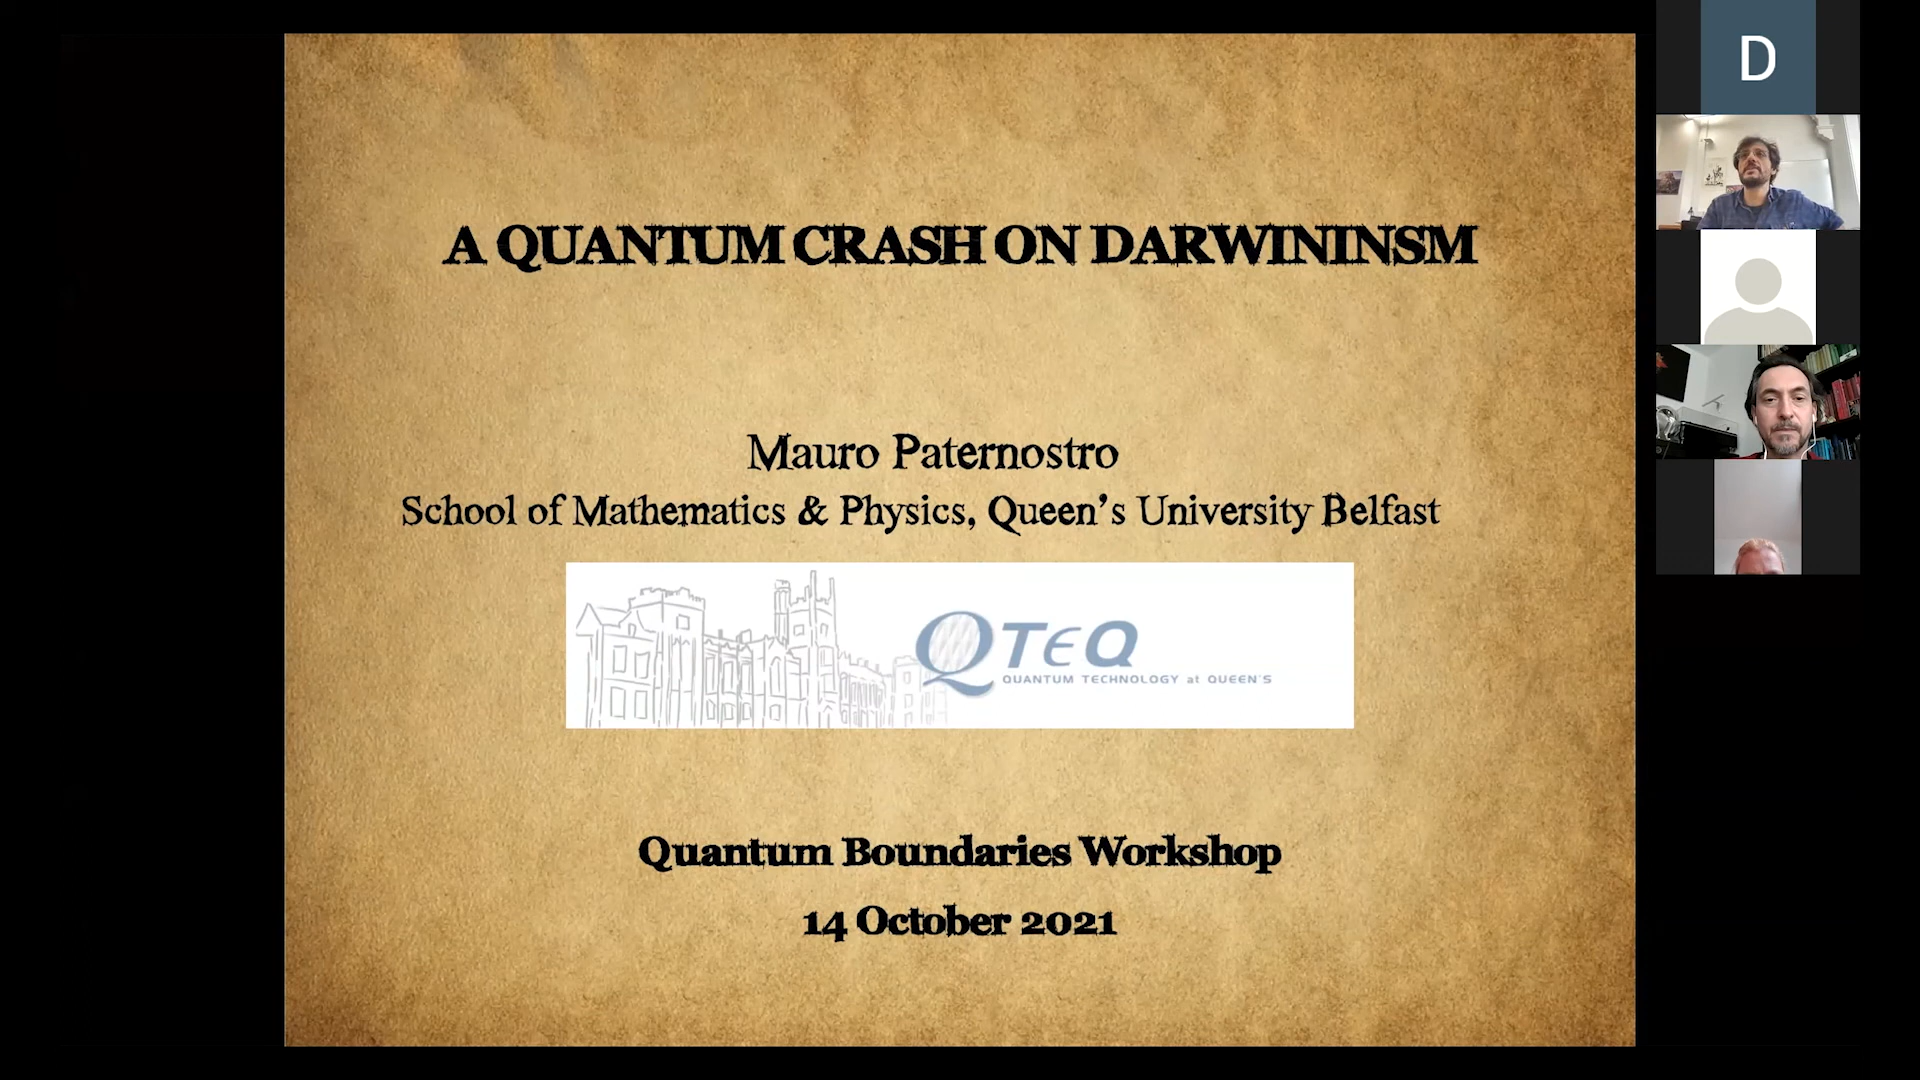 A QUANTUM CRASH ON DARWININSM
Mauro Paternostro
School of Mathematics & Physics, Queen's University Belfast
QTEQ
QUANTUM TECHNOLOGY at QUEEN'S
Quantum Boundaries Workshop
14 October 2021
D